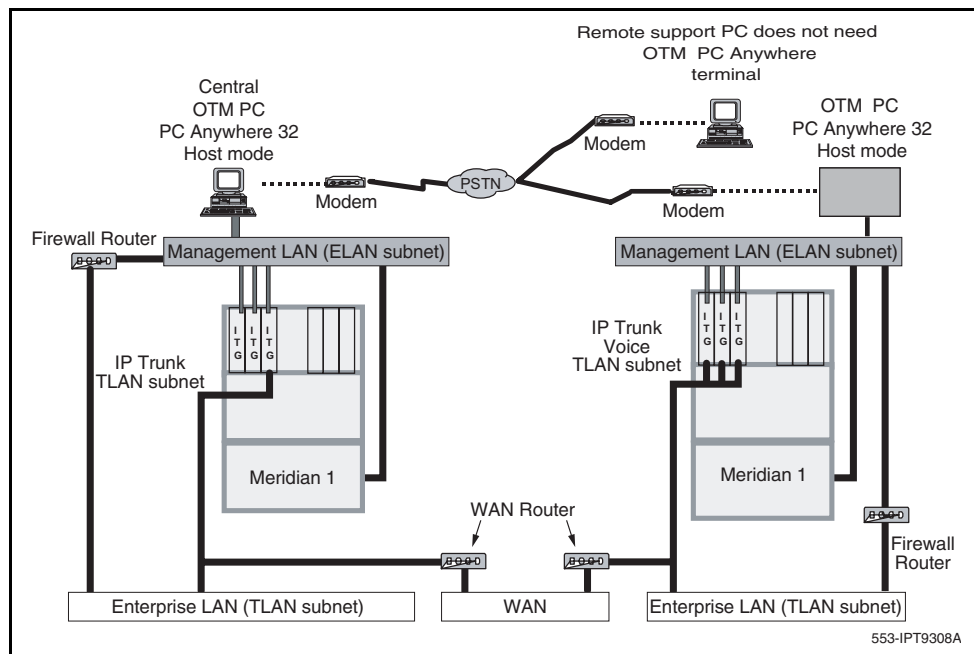 Remote support PC does not need
OTM PC Anywhere
terminal
Central
OTM PC
PC Anywhere 32
Host mode
OTM PC
PC Anywhere 32
Host mode
Modem
PSTN
Modem
Modem
Firewall Router
Management LAN (ELAN subnet)
Management LAN (ELAN subnet)
I T G
I T G
I T G
IP Trunk
TLAN subnet
I T G
I T G
I T G
IP Trunk
Voice
TLAN subnet
Meridian 1
Meridian 1
WAN Router
Firewall
Router
Enterprise LAN (TLAN subnet)
WAN
Enterprise LAN (TLAN subnet)
553-IPT9308A